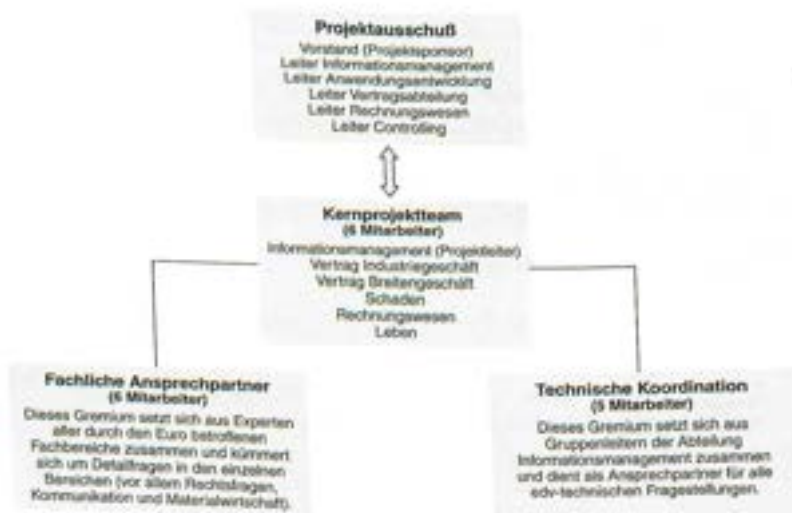 Projektausschuß
Vorstand (Projektsponsor)
Leiter Informationsmanagement
Leiter Anwendungsentwicklung
Leiter Vertragsabteilung
Leiter Rechnungswesen
Leiter Controlling
Kernprojektteam
(6 Mitarbeiter)
Informationsmanagement (Projektleiter)
Vertrag Industriegeschäft
Vertrag Breitengeschäft
Schaden
Rechnungswesen
Leben
Fachliche Ansprechpartner
(6 Mitarbeiter)
Dieses Gremium setzt sich aus Experten
aller durch den Euro betroffenen
Fachbereiche zusammen und kümmert
sich um Detailfragen in den einzelnen
Bereichen (vor allem Rechtsfragen,
Kommunikation und Materialwirtschaft).
Technische Koordination
(5 Mitarbeiter)
Dieses Gremium setzt sich aus
Gruppenleitern der Abteilung
Informationsmanagement zusammen
und dient als Ansprechpartner für alle
edv-technischen Fragestellungen.